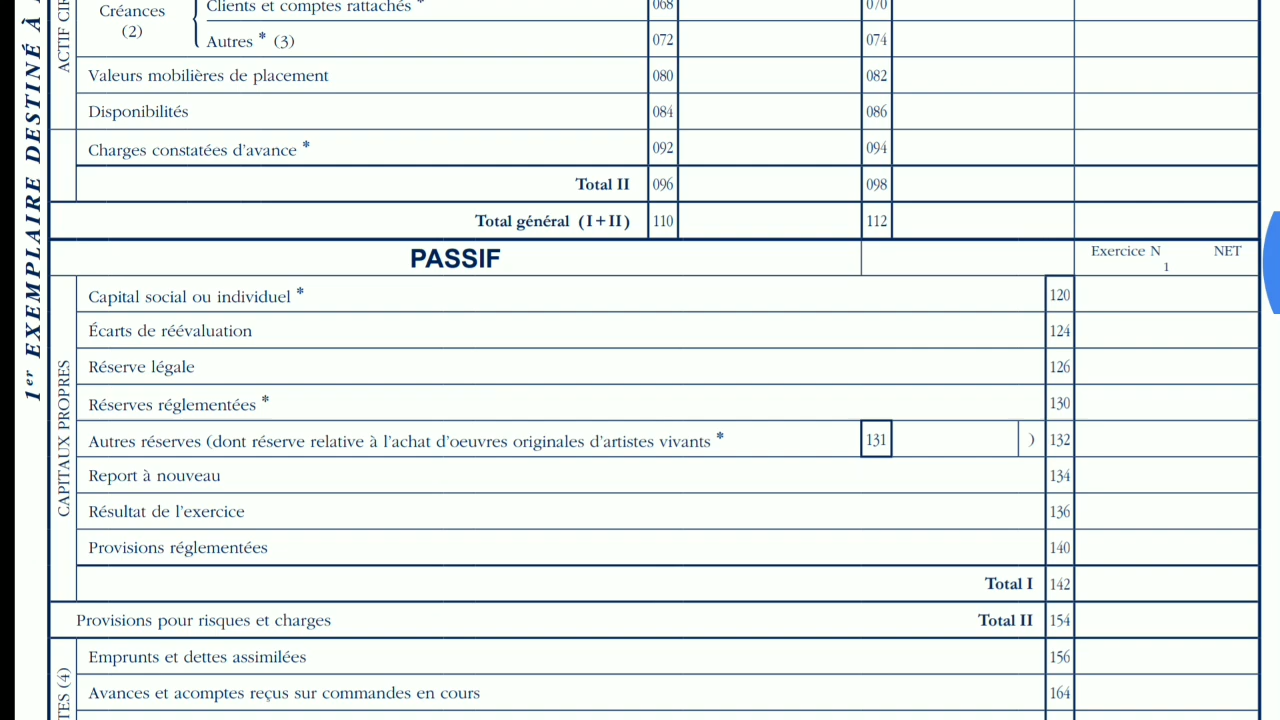 1er EXEMPLAIRE DESTINÉ À
ACTIF CIR
Créances
(2)
Clients et comptes rattachés * 068 070
Autres * (3) 072 074
Valeurs mobilières de placement 080 082
Disponibilités 084 086
Charges constatées d'avance * 092 094
Total II 096 098
Total général (I+II) 110 112
PASSIF Exercice N NET
1
CAPITAUX PROPRES
Capital social ou individuel * 120
Écarts de réévaluation 124
Réserve légale 126
Réserves réglementées * 130
Autres réserves (dont réserve relative à l'achat d'oeuvres originales d'artistes vivants * 131 ) 132
Report à nouveau 134
Résultat de l'exercice 136
Provisions réglementées 140
Total I 142
Provisions pour risques et charges Total II 154
TES (4)
Emprunts et dettes assimilées 156
Avances et acomptes reçus sur commandes en cours 164